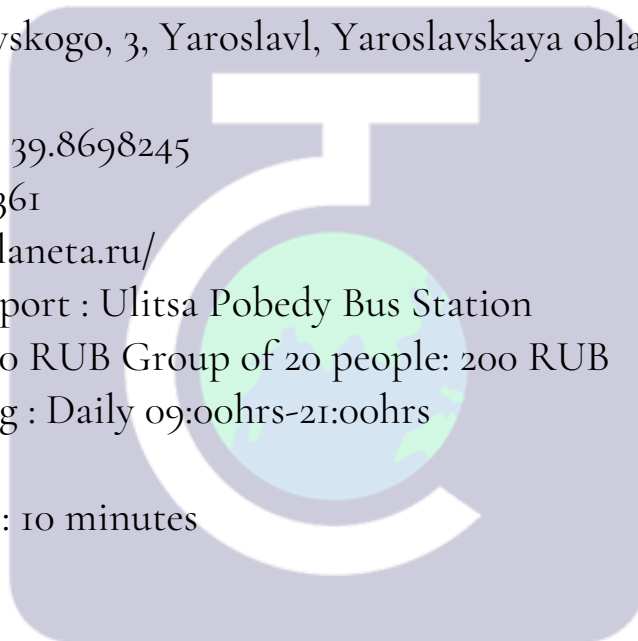 vskogo, 3, Yaroslavl, Yaroslavskaya obla
39.8698245
361
laneta.ru/
port : Ulitsa Pobedy Bus Station
0 RUB Group of 20 people: 200 RUB
g : Daily 09:00hrs-21:00hrs
: 10 minutes